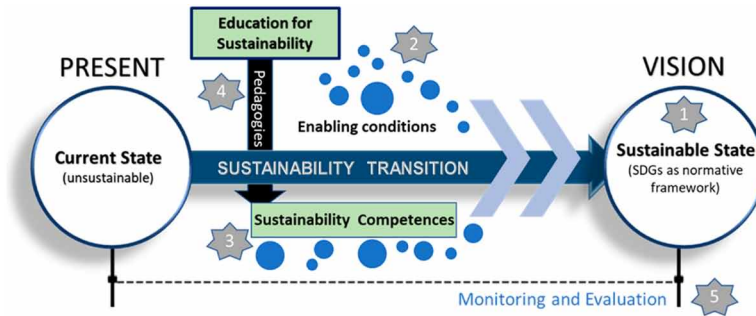 Education for
Sustainability
2
PRESENT
VISION
4
Pedagogies
1
Enabling conditions
Current State
(unsustainable)
SUSTAINABILITY TRANSITION
Sustainable State
(SDGs as normative
framework)
Sustainability Competences
3
Monitoring and Evaluation
5